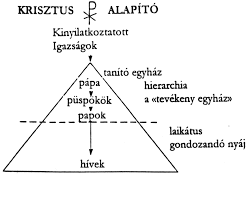 KRISZTUS ALAPÍTÓ
Kinyilatkoztatott
Igazságok
tanító egyház
pápa
püspökök
papok
hierarchia
a «tevékeny egyház»
laikátus
gondozandó nyáj
hívek